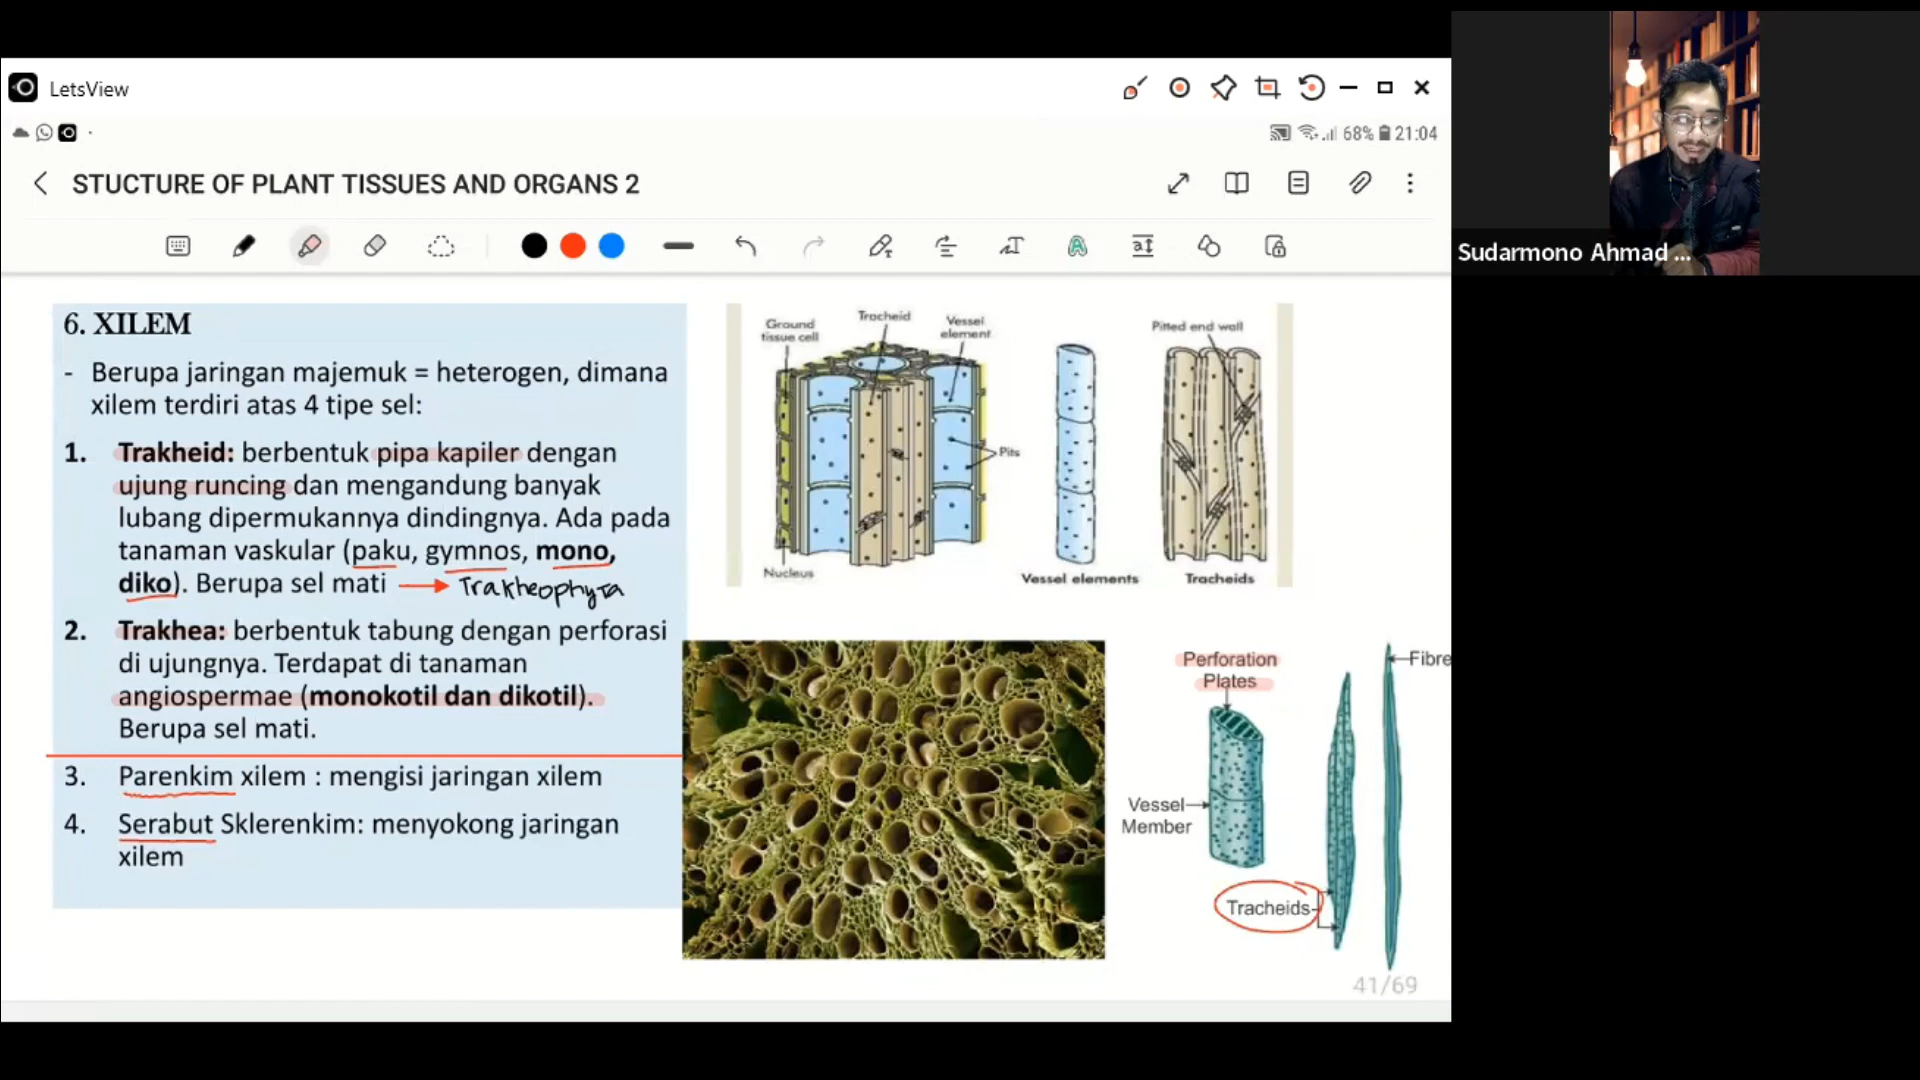 LetsView
68% 21:04
STUCTURE OF PLANT TISSUES AND ORGANS 2
Sudarmono Ahmad ...
6. XILEM
- Berupa jaringan majemuk = heterogen, dimana
xilem terdiri atas 4 tipe sel:
1. Trakheid: berbentuk pipa kapiler dengan
ujung runcing dan mengandung banyak
lubang dipermukannya dindingnya. Ada pada
tanaman vaskular (paku, gymnos, mono,
diko). Berupa sel mati → Trakheophyta
2. Trakhea: berbentuk tabung dengan perforasi
di ujungnya. Terdapat di tanaman
angiospermae (monokotil dan dikotil).
Berupa sel mati.
3. Parenkim xilem : mengisi jaringan xilem
4. Serabut Sklerenkim: menyokong jaringan
xilem
Ground
tissue cell
Tracheid
Vessel
element
Pits
Nucleus
Vessel elements
Pitted end wall
Tracheids
Perforation
Plates
Fibre
Vessel
Member
Tracheids
41/69